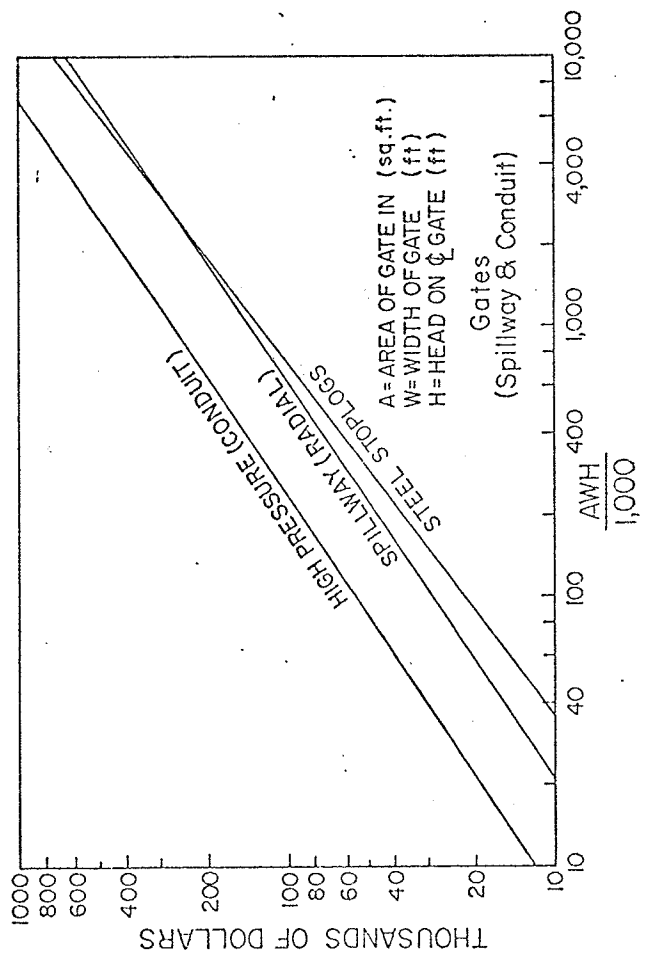 THOUSANDS OF DOLLARS
1000
800
600
400
200
100
80
60
40
20
10
HIGH PRESSURE (CONDUIT)
SPILLWAY (RADIAL)
STEEL STOPLOGS
A = AREA OF GATE IN (sq.ft.)
W = WIDTH OF GATE (ft)
H = HEAD ON ℄ GATE (ft)
Gates
(Spillway & Conduit)
10
40
100
400
1,000
4,000
10,000
AWH
1,000